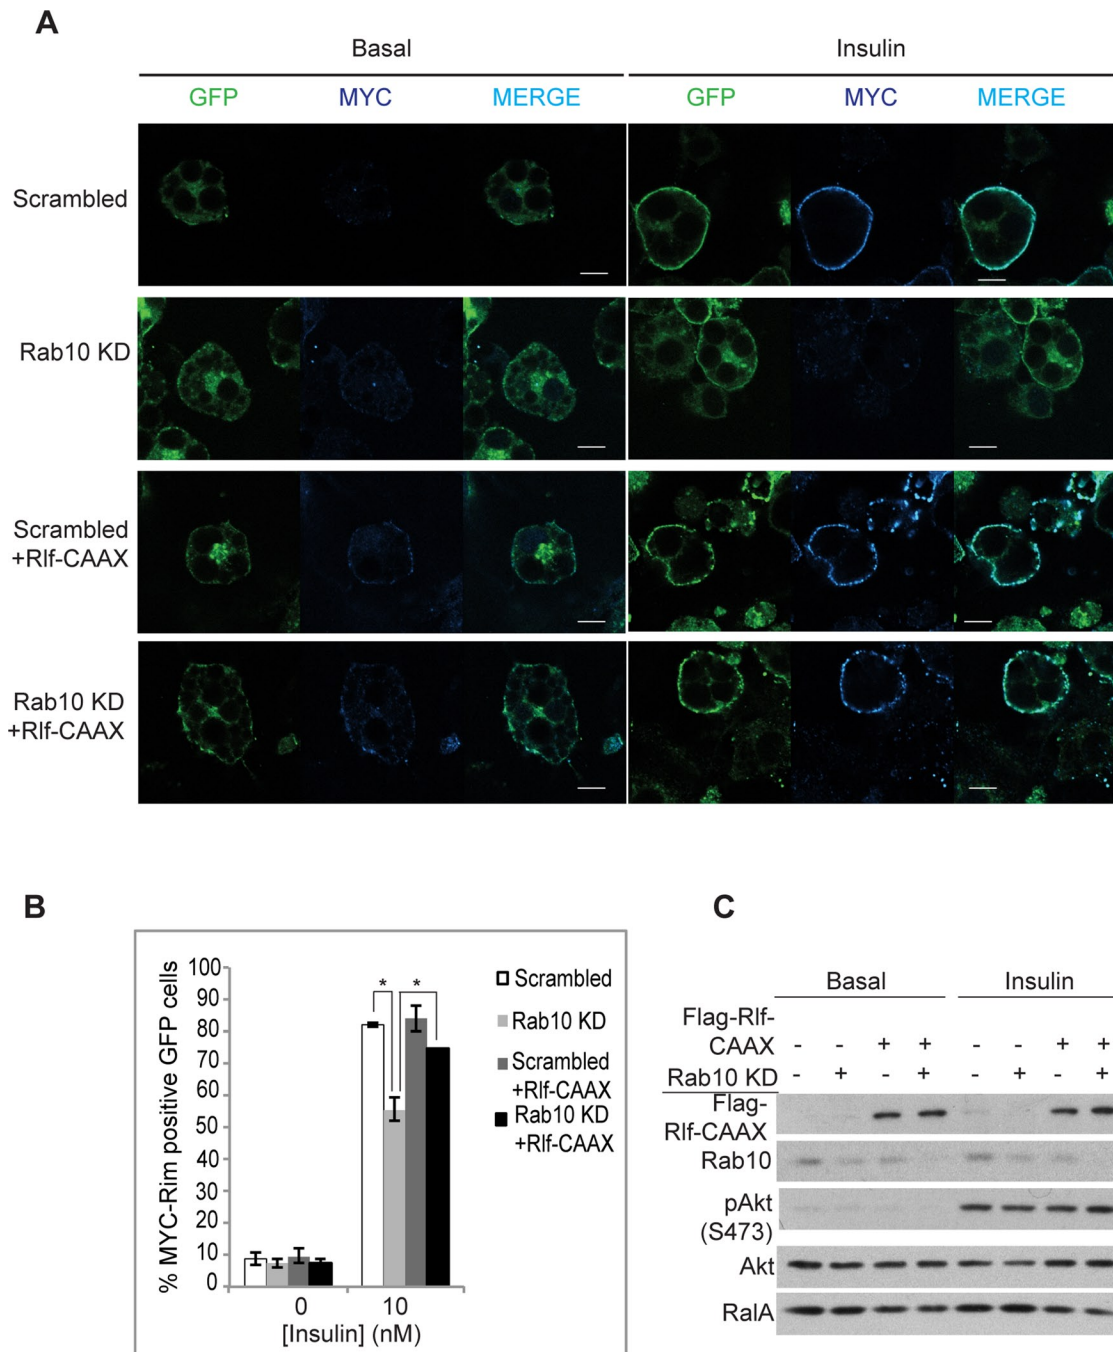 A
Basal Insulin
GFP MYC MERGE GFP MYC MERGE
Scrambled
Rab10 KD
Scrambled
+Rlf-CAAX
Rab10 KD
+Rlf-CAAX
B
% MYC-Rim positive GFP cells
100
90
80
70
60
50
40
30
20
10
0
* *
0 10
[Insulin] (nM)
Scrambled
Rab10 KD
Scrambled
+Rlf-CAAX
Rab10 KD
+Rlf-CAAX
C
Basal Insulin
Flag-Rlf-
CAAX - - + + - - + +
Rab10 KD - + - + - + - +
Flag-
Rlf-CAAX
Rab10
pAkt
(S473)
Akt
RalA